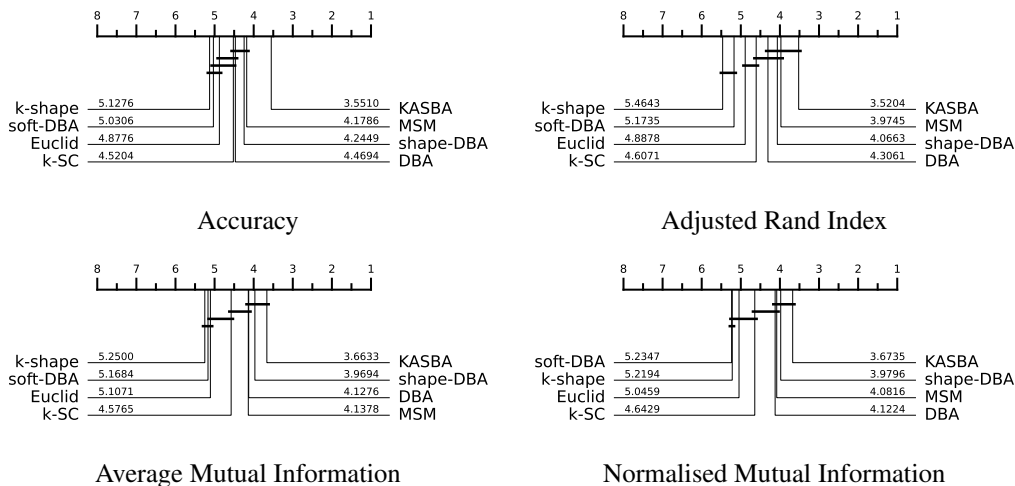 8 7 6 5 4 3 2 1
k-shape 5.1276 3.5510 KASBA
soft-DBA 5.0306 4.1786 MSM
Euclid 4.8776 4.2449 shape-DBA
k-SC 4.5204 4.4694 DBA
Accuracy
8 7 6 5 4 3 2 1
k-shape 5.4643 3.5204 KASBA
soft-DBA 5.1735 3.9745 MSM
Euclid 4.8878 4.0663 shape-DBA
k-SC 4.6071 4.3061 DBA
Adjusted Rand Index
8 7 6 5 4 3 2 1
k-shape 5.2500 3.6633 KASBA
soft-DBA 5.1684 3.9694 shape-DBA
Euclid 5.1071 4.1276 DBA
k-SC 4.5765 4.1378 MSM
Average Mutual Information
8 7 6 5 4 3 2 1
soft-DBA 5.2347 3.6735 KASBA
k-shape 5.2194 3.9796 shape-DBA
Euclid 5.0459 4.0816 MSM
k-SC 4.6429 4.1224 DBA
Normalised Mutual Information